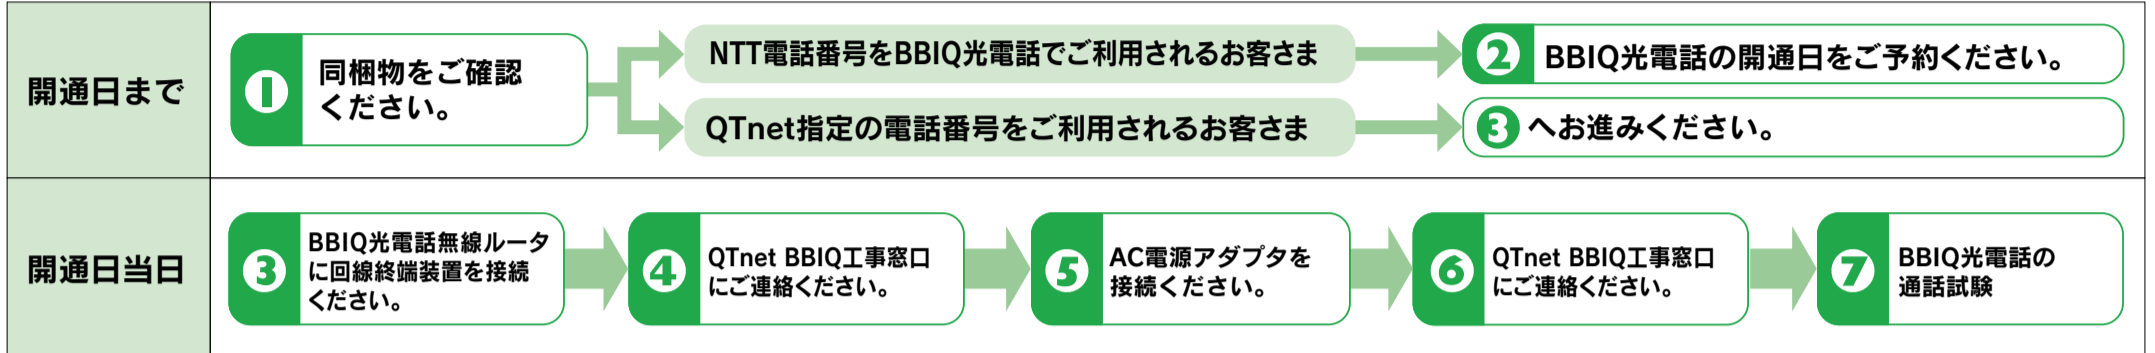 開通日まで
1
同梱物をご確認
ください。
NTT電話番号をBBIQ光電話でご利用されるお客さま
2
BBIQ光電話の開通日をご予約ください。
QTnet指定の電話番号をご利用されるお客さま
3 へお進みください。
開通日当日
3
BBIQ光電話無線ルータ
に回線終端装置を接続
ください。
4
QTnet BBIQ工事窓口
にご連絡ください。
5
AC電源アダプタを
接続ください。
6
QTnet BBIQ工事窓口
にご連絡ください。
7
BBIQ光電話の
通話試験